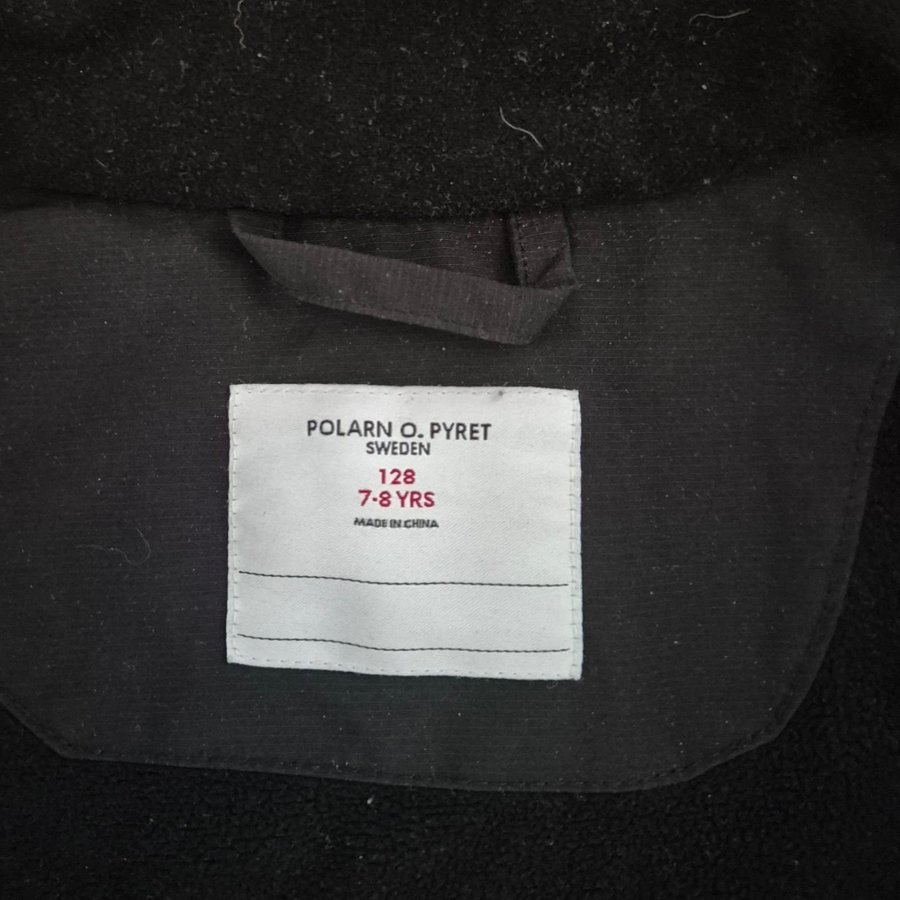 POLARN O. PYRET
SWEDEN
128
7-8 YRS
MADE IN CHINA